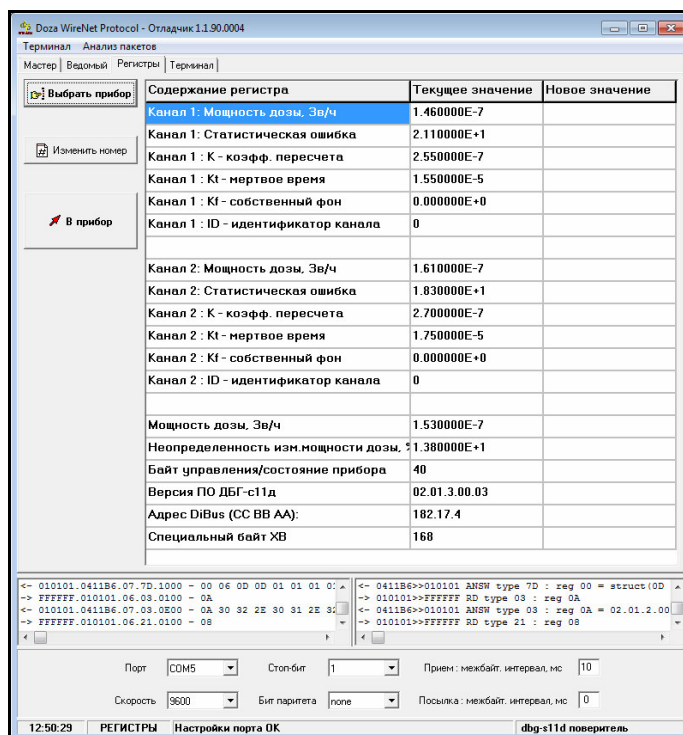 Doza WireNet Protocol - Отладчик 1.1.90.0004
Терминал Анализ пакетов
Мастер Ведомый Регистры Терминал
Выбрать прибор
Изменить номер
В прибор
Содержание регистра Текущее значение Новое значение
Канал 1: Мощность дозы, Зв/ч 1.460000E-7
Канал 1: Статистическая ошибка 2.110000E+1
Канал 1 : K - коэфф. пересчета 2.550000E-7
Канал 1 : Kt - мертвое время 1.550000E-5
Канал 1 : Kf - собственный фон 0.000000E+0
Канал 1 : ID - идентификатор канала 0
Канал 2: Мощность дозы, Зв/ч 1.610000E-7
Канал 2: Статистическая ошибка 1.830000E+1
Канал 2 : K - коэфф. пересчета 2.700000E-7
Канал 2 : Kt - мертвое время 1.750000E-5
Канал 2 : Kf - собственный фон 0.000000E+0
Канал 2 : ID - идентификатор канала 0
Мощность дозы, Зв/ч 1.530000E-7
Неопределенность изм.мощности дозы, % 1.380000E+1
Байт управления/состояние прибора 40
Версия ПО ДБГ-с11д 02.01.3.00.03
Адрес DiBus (CC BB AA): 182.17.4
Специальный байт ХВ 168
<- 010101.0411B6.07.7D.1000 - 00 06 0D 0D 01 01 01 01
-> FFFFFF.010101.06.03.0100 - 0A
<- 010101.0411B6.07.03.0E00 - 0A 30 32 2E 30 31 2E 32
-> FFFFFF.010101.06.21.0100 - 08
<- 0411B6>>010101 ANSW type 7D : reg 00 = struct(0D
-> 010101>>FFFFFF RD type 03 : reg 0A
<- 0411B6>>010101 ANSW type 03 : reg 0A = 02.01.2.00
-> 010101>>FFFFFF RD type 21 : reg 08
Порт COM5 Стоп-бит 1 Прием : межбайт. интервал, мс 10
Скорость 9600 Бит паритета none Посылка : межбайт. интервал, мс 0
12:50:29 РЕГИСТРЫ Настройки порта OK dbg-s11d поверитель